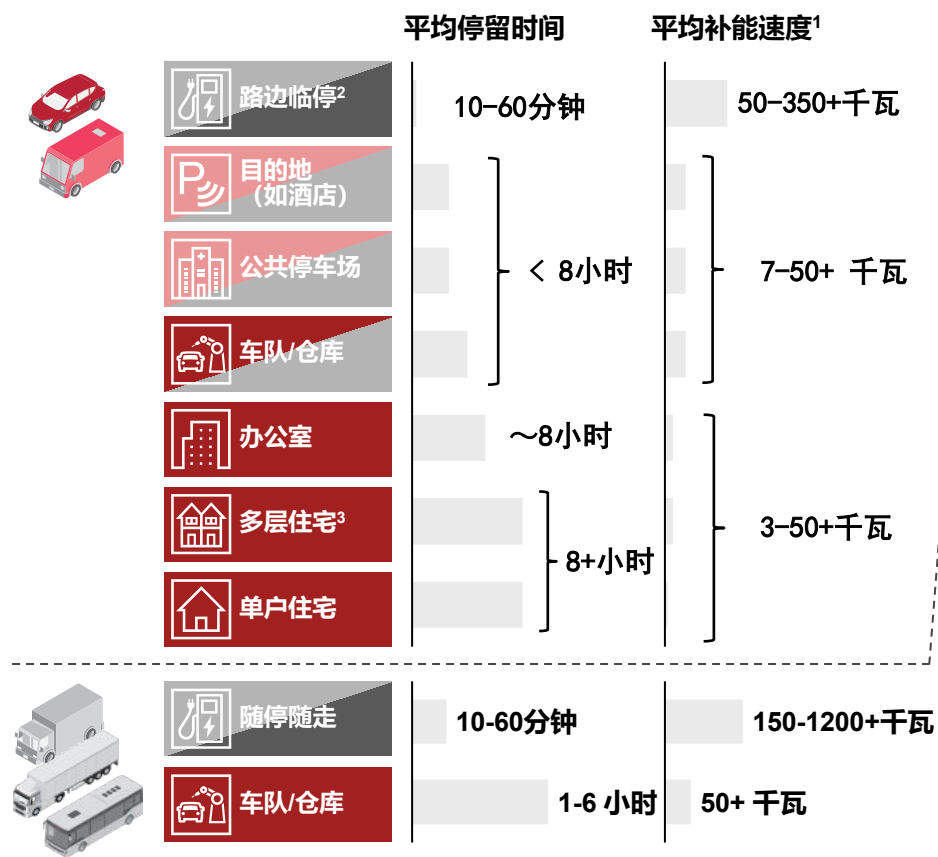 平均停留时间 平均补能速度¹
路边临停² 10-60分钟 50-350+千瓦
目的地
（如酒店）
公共停车场 < 8小时 7-50+ 千瓦
车队/仓库
办公室 ～8小时
多层住宅³ 3-50+千瓦
8+小时
单户住宅
随停随走 10-60分钟 150-1200+千瓦
车队/仓库 1-6 小时 50+ 千瓦